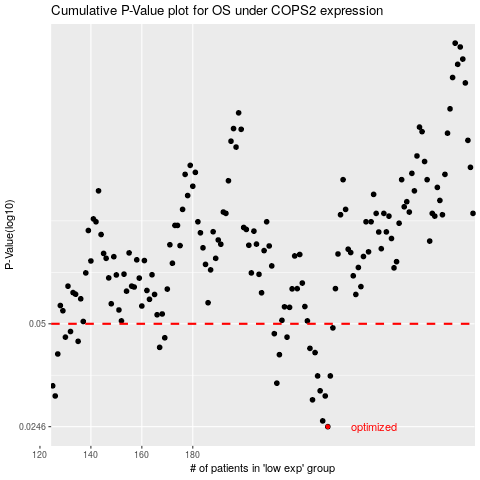 Cumulative P-Value plot for OS under COPS2 expression
P-Value(log10)
0.05
0.0246
optimized
120 140 160 180
# of patients in 'low exp' group